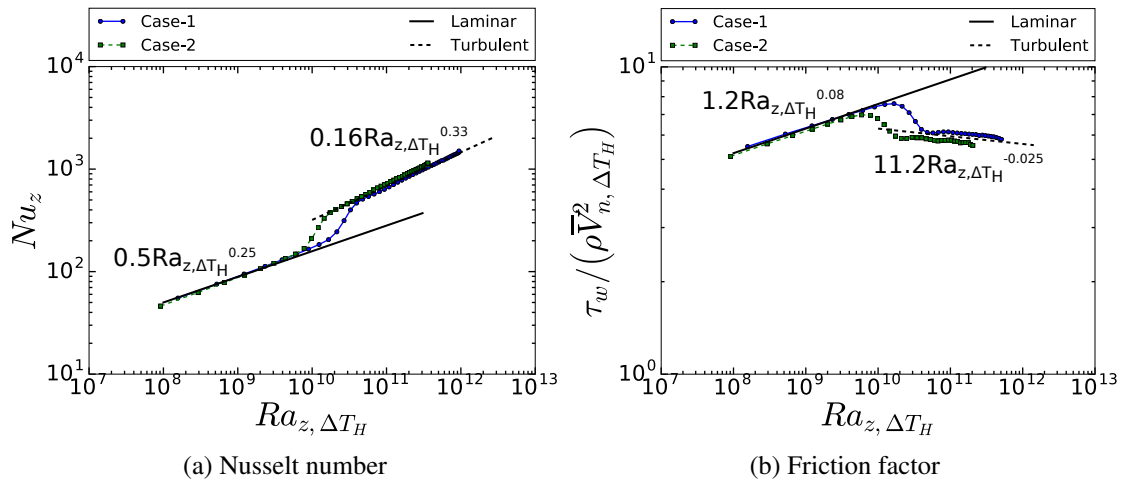 Case-1
Case-2
Laminar
Turbulent
10^4
10^3
10^2
10^1
Nu_z
0.16Ra_{z,ΔT_H}^{0.33}
0.5Ra_{z,ΔT_H}^{0.25}
10^7 10^8 10^9 10^10 10^11 10^12 10^13
Ra_{z, ΔT_H}
(a) Nusselt number
Case-1
Case-2
Laminar
Turbulent
10^1
10^0
τ_w/(ρV̅²_{n, ΔT_H})
1.2Ra_{z,ΔT_H}^{0.08}
11.2Ra_{z,ΔT_H}^{-0.025}
10^7 10^8 10^9 10^10 10^11 10^12 10^13
Ra_{z, ΔT_H}
(b) Friction factor